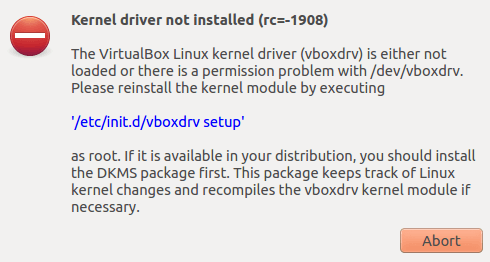 Kernel driver not installed (rc=-1908)
The VirtualBox Linux kernel driver (vboxdrv) is either not
loaded or there is a permission problem with /dev/vboxdrv.
Please reinstall the kernel module by executing
'/etc/init.d/vboxdrv setup'
as root. If it is available in your distribution, you should install
the DKMS package first. This package keeps track of Linux
kernel changes and recompiles the vboxdrv kernel module if
necessary.
Abort